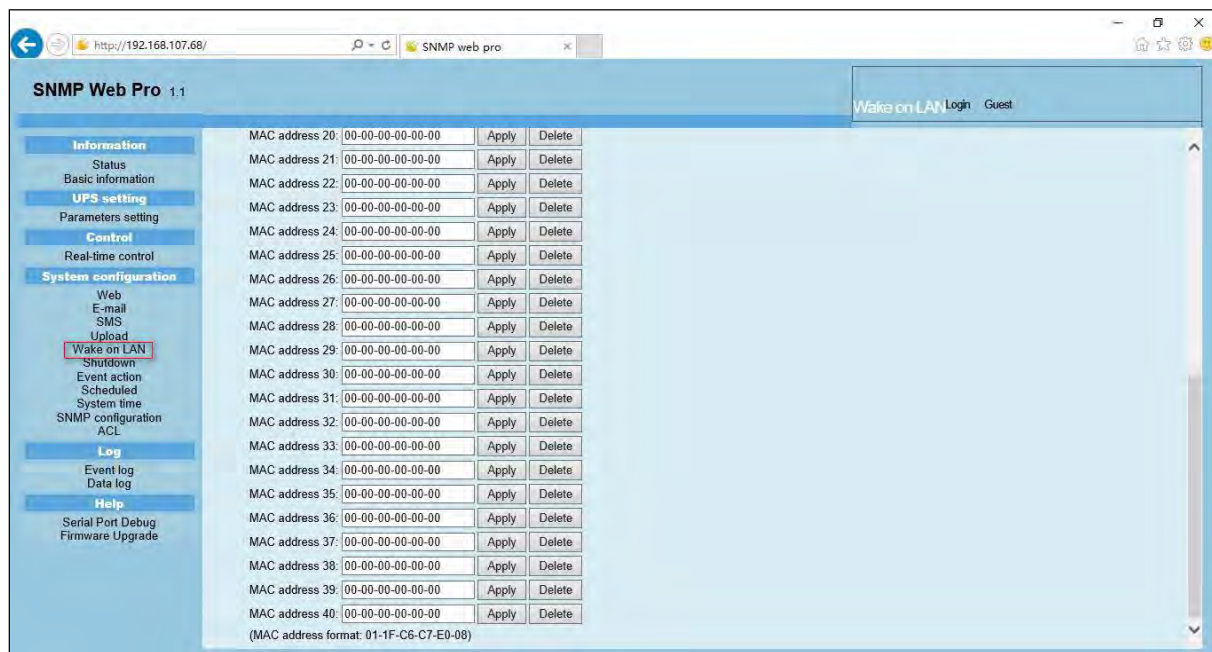 http://192.168.107.68/
SNMP web pro
SNMP Web Pro 1.1
Wake on LAN Login Guest
Information
Status
Basic information
UPS setting
Parameters setting
Control
Real-time control
System configuration
Web
E-mail
SMS
Upload
Wake on LAN
Shutdown
Event action
Scheduled
System time
SNMP configuration
ACL
Log
Event log
Data log
Help
Serial Port Debug
Firmware Upgrade
MAC address 20: 00-00-00-00-00-00 Apply Delete
MAC address 21: 00-00-00-00-00-00 Apply Delete
MAC address 22: 00-00-00-00-00-00 Apply Delete
MAC address 23: 00-00-00-00-00-00 Apply Delete
MAC address 24: 00-00-00-00-00-00 Apply Delete
MAC address 25: 00-00-00-00-00-00 Apply Delete
MAC address 26: 00-00-00-00-00-00 Apply Delete
MAC address 27: 00-00-00-00-00-00 Apply Delete
MAC address 28: 00-00-00-00-00-00 Apply Delete
MAC address 29: 00-00-00-00-00-00 Apply Delete
MAC address 30: 00-00-00-00-00-00 Apply Delete
MAC address 31: 00-00-00-00-00-00 Apply Delete
MAC address 32: 00-00-00-00-00-00 Apply Delete
MAC address 33: 00-00-00-00-00-00 Apply Delete
MAC address 34: 00-00-00-00-00-00 Apply Delete
MAC address 35: 00-00-00-00-00-00 Apply Delete
MAC address 36: 00-00-00-00-00-00 Apply Delete
MAC address 37: 00-00-00-00-00-00 Apply Delete
MAC address 38: 00-00-00-00-00-00 Apply Delete
MAC address 39: 00-00-00-00-00-00 Apply Delete
MAC address 40: 00-00-00-00-00-00 Apply Delete
(MAC address format: 01-1F-C6-C7-E0-08)